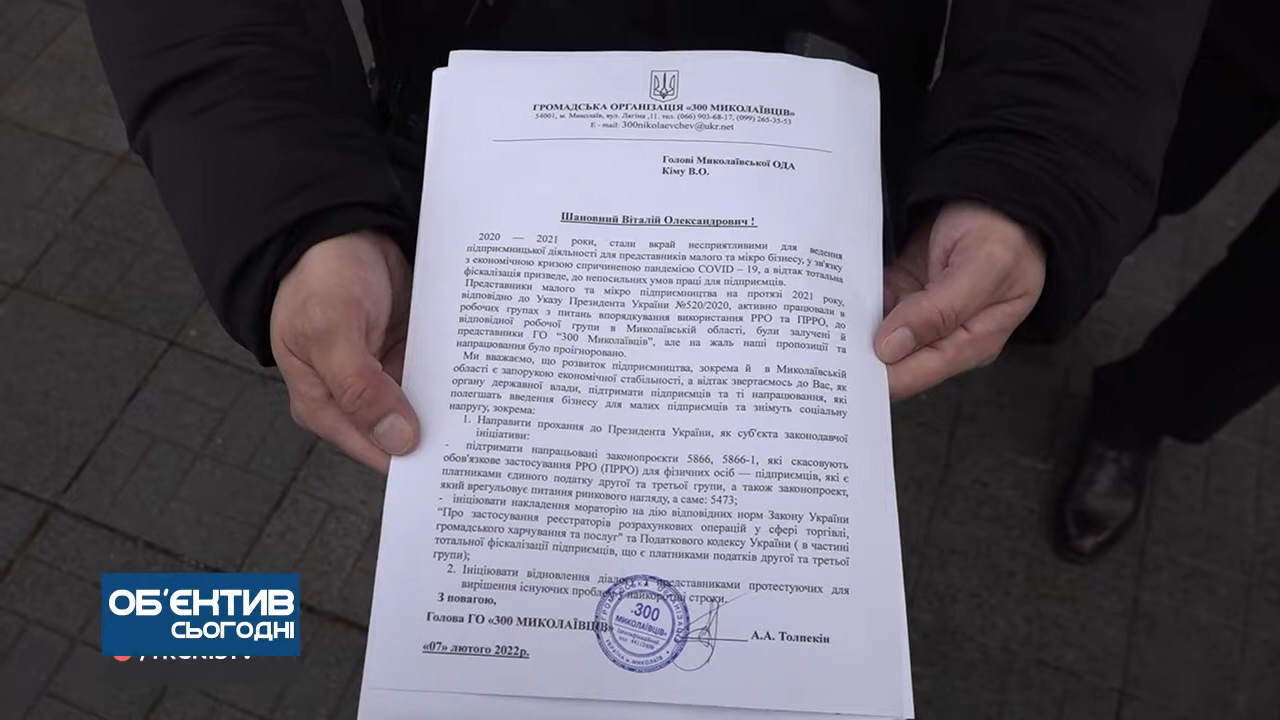 ГРОМАДСЬКА ОРГАНІЗАЦІЯ «300 МИКОЛАЇВЦІВ»
54001, м. Миколаїв, вул. Лягіна ,11. тел. (066) 903-68-17, (099) 265-35-53
E - mail: 300nikolaevchev@ukr.net
Голові Миколаївської ОДА
Кіму В.О.
Шановний Віталій Олександрович !
2020 — 2021 роки, стали вкрай несприятливими для ведення
підприємницької діяльності для представників малого та мікро бізнесу, у зв'язку
з економічною кризою спричиненою пандемією COVID – 19, а відтак тотальна
фіскалізація призведе, до непосильних умов праці для підприємців.
Представники малого та мікро підприємництва на протязі 2021 року,
відповідно до Указу Президента України №520/2020, активно працювали в
робочих групах з питань впорядкування використання РРО та ПРРО, до
відповідної робочої групи в Миколаївській області, були залучені й
представники ГО "300 Миколаївців", але на жаль наші пропозиції та
напрацювання було проігноровано.
Ми вважаємо, що розвиток підприємництва, зокрема й в Миколаївській
області є запорукою економічної стабільності, а відтак звертаємось до Вас, як
органу державної влади, підтримати підприємців та ті напрацювання, які
полегшать введення бізнесу для малих підприємців та знімуть соціальну
напругу, зокрема:
1. Направити прохання до Президента України, як суб'єкта законодавчої
ініціативи:
- підтримати напрацьовані законопроєкти 5866, 5866-1, які скасовують
обов'язкове застосування РРО (ПРРО) для фізичних осіб — підприємців, які є
платниками єдиного податку другої та третьої групи, а також законопроект,
який врегульовує питання ринкового нагляду, а саме: 5473;
- ініціювати накладення мораторію на дію відповідних норм Закону України
"Про застосування реєстраторів розрахункових операцій у сфері торгівлі,
громадського харчування та послуг" та Податкового кодексу України ( в частині
тотальної фіскалізації підприємців, що є платниками податків другої та третьої
групи);
2. Ініціювати відновлення представниками протестуючих для
вирішення існуючих проблем у найкоротші строки.
З повагою,
Голова ГО «300 МИКОЛАЇВЦІВ»
А.А. Толпекін
«07» лютого 2022р.
ГРОМАДСЬКА ОРГАНІЗАЦІЯ
«300
МИКОЛАЇВЦІВ»
УКРАЇНА м. МИКОЛАЇВ
ОБ'ЄКТИВ
СЬОГОДНІ